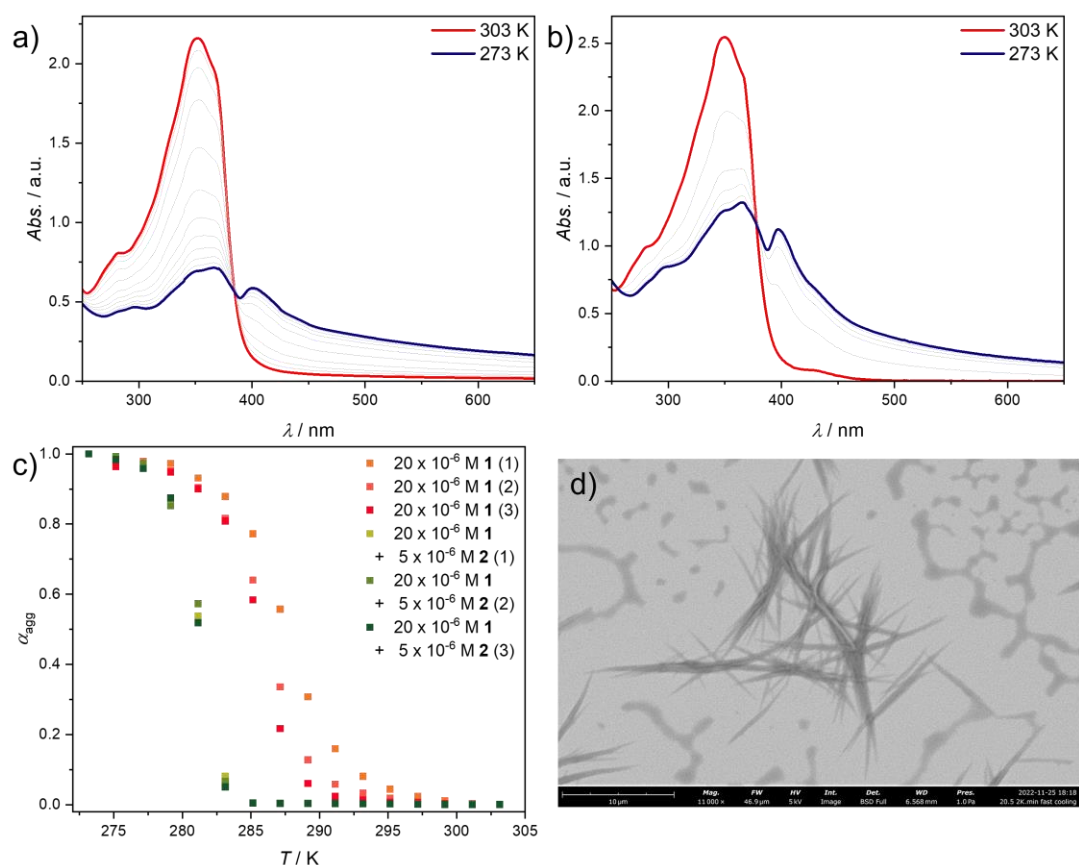 a)
303 K
273 K
2.0
1.5
1.0
0.5
0.0
Abs. / a.u.
300 400 500 600
λ / nm
b)
303 K
273 K
2.5
2.0
1.5
1.0
0.5
0.0
Abs. / a.u.
300 400 500 600
λ / nm
c)
1.0
0.8
0.6
0.4
0.2
0.0
αagg
20 x 10⁻⁶ M 1 (1)
20 x 10⁻⁶ M 1 (2)
20 x 10⁻⁶ M 1 (3)
20 x 10⁻⁶ M 1
+ 5 x 10⁻⁶ M 2 (1)
20 x 10⁻⁶ M 1
+ 5 x 10⁻⁶ M 2 (2)
20 x 10⁻⁶ M 1
+ 5 x 10⁻⁶ M 2 (3)
275 280 285 290 295 300 305
T / K
d)
Mag. FW HV Int. Det. WD Pres. 2022-11-25 18:18
10 μm 11 000 × 46.9 μm 5 kV Image BSD Full 6.568 mm 1.0 Pa 20.5 2K.min fast cooling